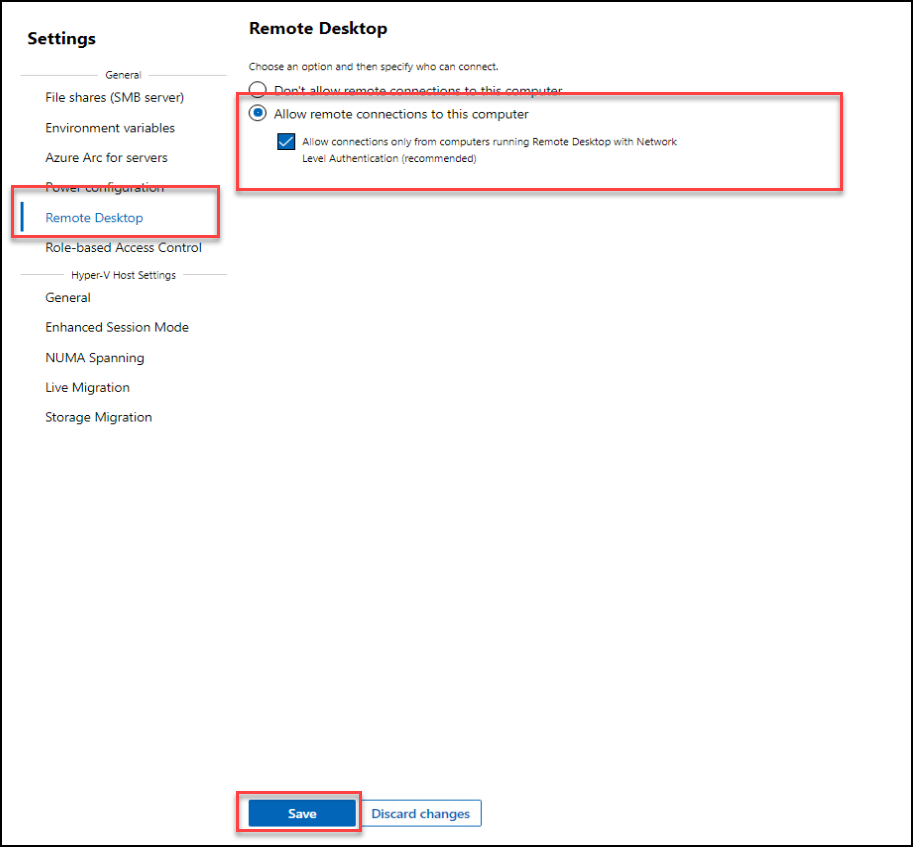 Settings
General
File shares (SMB server)
Environment variables
Azure Arc for servers
Power configuration
Remote Desktop
Role-based Access Control
Hyper-V Host Settings
General
Enhanced Session Mode
NUMA Spanning
Live Migration
Storage Migration
Remote Desktop
Choose an option and then specify who can connect.
Don't allow remote connections to this computer
Allow remote connections to this computer
Allow connections only from computers running Remote Desktop with Network
Level Authentication (recommended)
Save
Discard changes